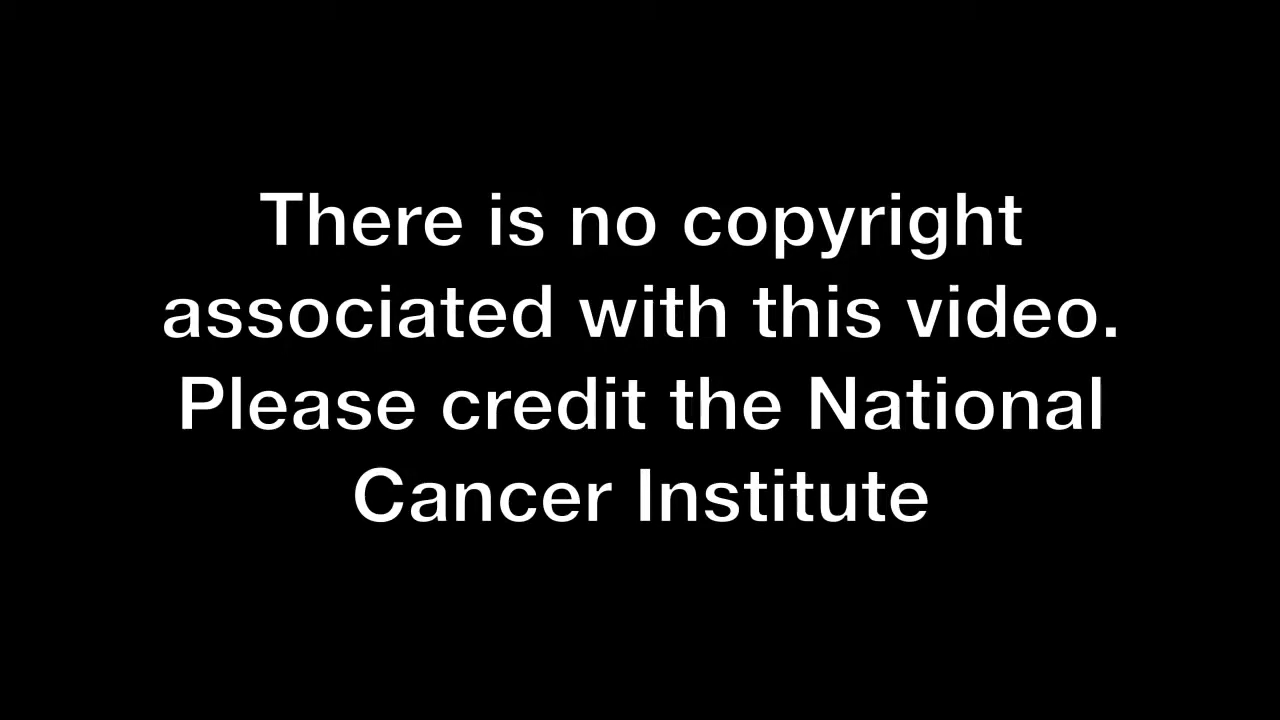 There is no copyright
associated with this video.
Please credit the National
Cancer Institute